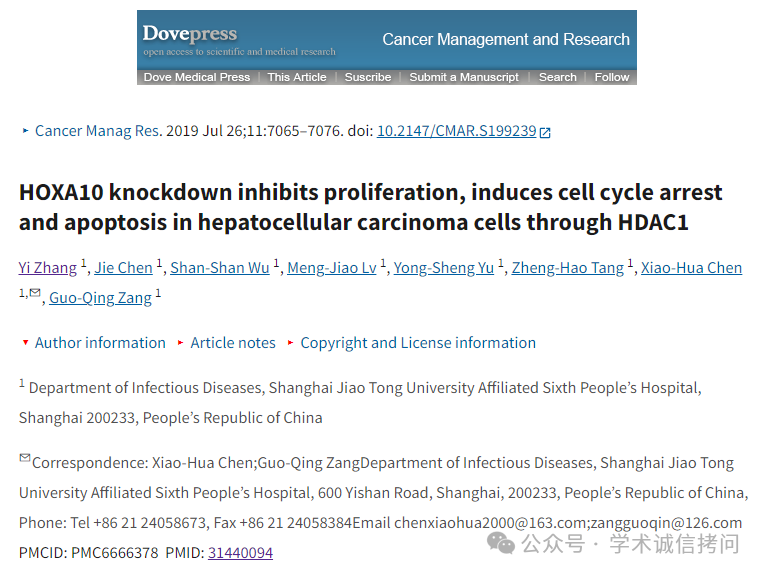 Dovepress
open access to scientific and medical research
Cancer Management and Research
Dove Medical Press | This Article | Suscribe | Submit a Manuscript | Search | Follow
Cancer Manag Res. 2019 Jul 26;11:7065–7076. doi: 10.2147/CMAR.S199239
HOXA10 knockdown inhibits proliferation, induces cell cycle arrest
and apoptosis in hepatocellular carcinoma cells through HDAC1
Yi Zhang 1, Jie Chen 1, Shan-Shan Wu 1, Meng-Jiao Lv 1, Yong-Sheng Yu 1, Zheng-Hao Tang 1, Xiao-Hua Chen
1,✉, Guo-Qing Zang 1
Author information Article notes Copyright and License information
1 Department of Infectious Diseases, Shanghai Jiao Tong University Affiliated Sixth People's Hospital,
Shanghai 200233, People's Republic of China
✉Correspondence: Xiao-Hua Chen;Guo-Qing ZangDepartment of Infectious Diseases, Shanghai Jiao Tong
University Affiliated Sixth People's Hospital, 600 Yishan Road, Shanghai, 200233, People's Republic of China,
Phone: Tel +86 21 24058673, Fax +86 21 24058384Email chenxiaohua2000@163.com;zangguoqin@126.com
PMCID: PMC6666378 PMID: 31440094
公众号 · 学术诚信拷问